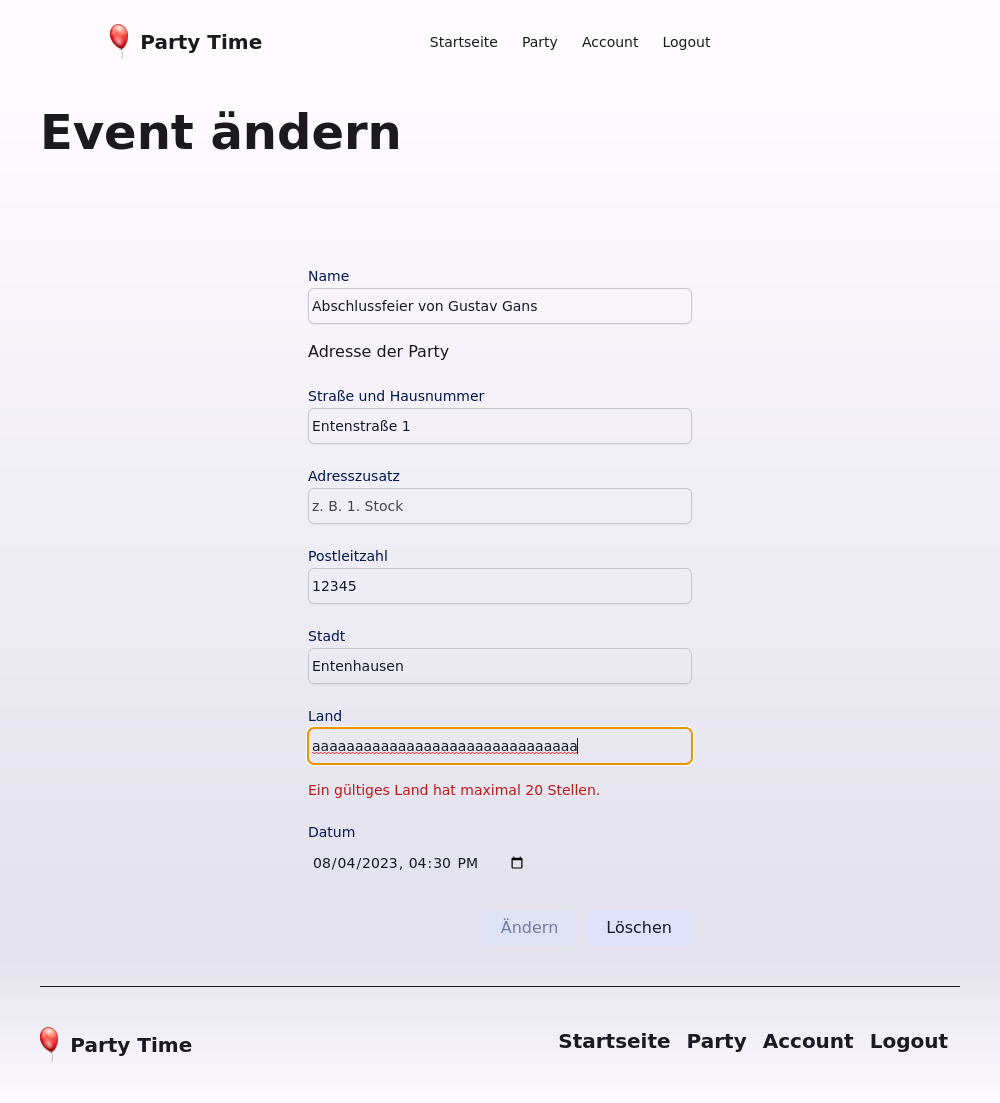 Party Time
Startseite Party Account Logout
Event ändern
Name
Abschlussfeier von Gustav Gans
Adresse der Party
Straße und Hausnummer
Entenstraße 1
Adresszusatz
z. B. 1. Stock
Postleitzahl
12345
Stadt
Entenhausen
Land
aaaaaaaaaaaaaaaaaaaaaaaaaaaaaaa
Ein gültiges Land hat maximal 20 Stellen.
Datum
08/04/2023, 04:30 PM
Ändern Löschen
Party Time
Startseite Party Account Logout